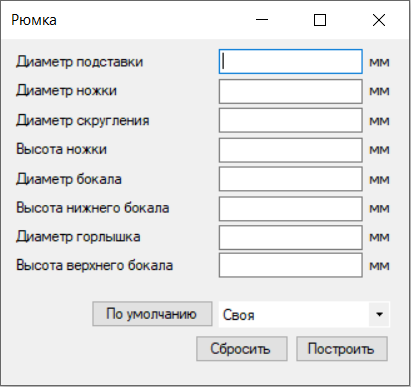 Рюмка
Диаметр подставки мм
Диаметр ножки мм
Диаметр скругления мм
Высота ножки мм
Диаметр бокала мм
Высота нижнего бокала мм
Диаметр горлышка мм
Высота верхнего бокала мм
По умолчанию Своя
Сбросить Построить